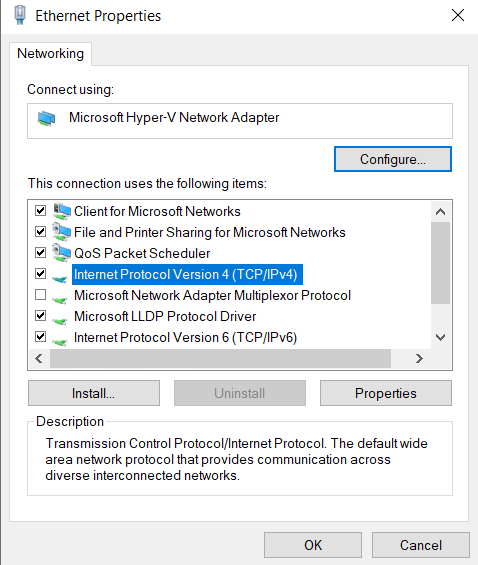 Ethernet Properties
Networking
Connect using:
Microsoft Hyper-V Network Adapter
Configure...
This connection uses the following items:
Client for Microsoft Networks
File and Printer Sharing for Microsoft Networks
QoS Packet Scheduler
Internet Protocol Version 4 (TCP/IPv4)
Microsoft Network Adapter Multiplexor Protocol
Microsoft LLDP Protocol Driver
Internet Protocol Version 6 (TCP/IPv6)
Install... Uninstall Properties
Description
Transmission Control Protocol/Internet Protocol. The default wide
area network protocol that provides communication across
diverse interconnected networks.
OK Cancel